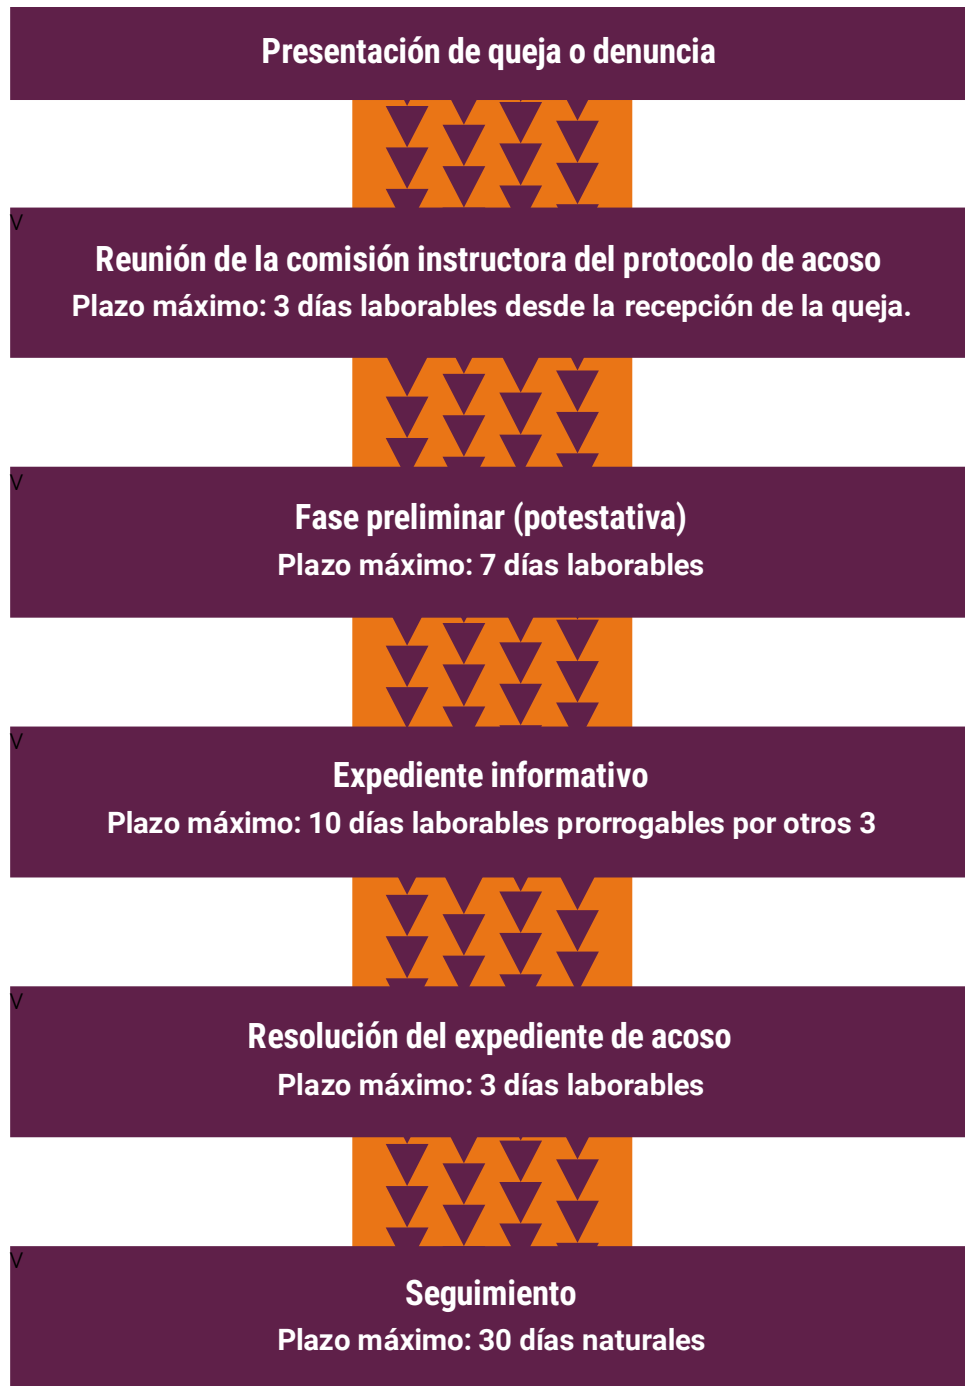 Presentación de queja o denuncia
V
Reunión de la comisión instructora del protocolo de acoso
Plazo máximo: 3 días laborables desde la recepción de la queja.
V
Fase preliminar (potestativa)
Plazo máximo: 7 días laborables
V
Expediente informativo
Plazo máximo: 10 días laborables prorrogables por otros 3
V
Resolución del expediente de acoso
Plazo máximo: 3 días laborables
V
Seguimiento
Plazo máximo: 30 días naturales